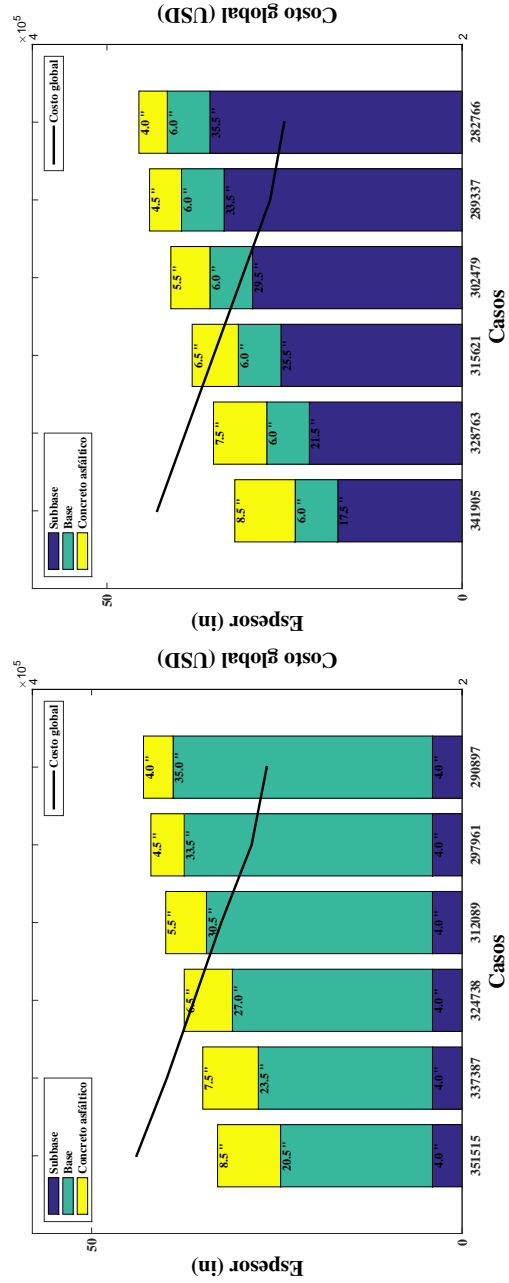 Subbase
Base
Concreto asfáltico
Costo global
× 10⁵
4
2
Costo global (USD)
50
0
Espesor (in)
8.5 "
20.5 "
4.0 "
7.5 "
23.5 "
4.0 "
6.5 "
27.0 "
4.0 "
5.5 "
30.5 "
4.0 "
4.5 "
33.5 "
4.0 "
4.0 "
35.0 "
4.0 "
351515 337387 324738 312089 297961 290897
Casos
Subbase
Base
Concreto asfáltico
Costo global
× 10⁵
4
2
Costo global (USD)
50
0
Espesor (in)
8.5 "
6.0 "
17.5 "
7.5 "
6.0 "
21.5 "
6.5 "
6.0 "
25.5 "
5.5 "
6.0 "
29.5 "
4.5 "
6.0 "
33.5 "
4.0 "
6.0 "
35.5 "
341905 328763 315621 302479 289337 282766
Casos